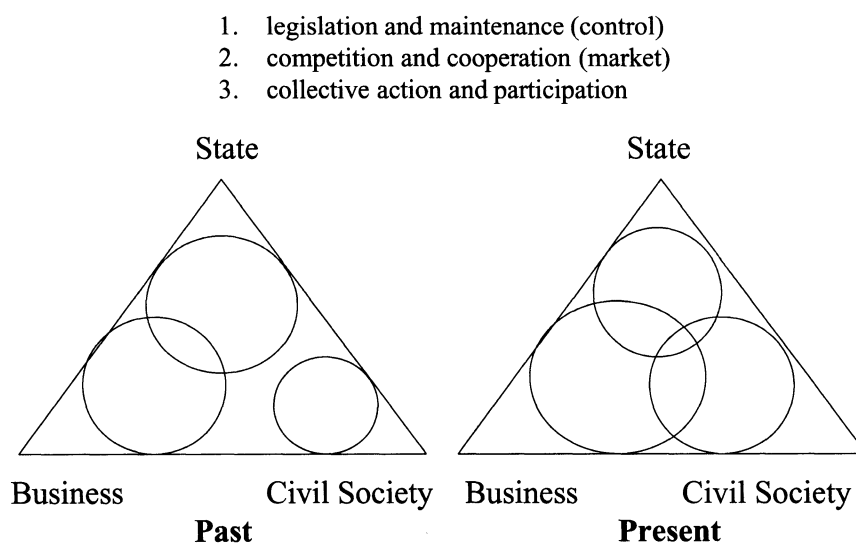 1. legislation and maintenance (control)
2. competition and cooperation (market)
3. collective action and participation
State State
Business Civil Society Business Civil Society
Past Present